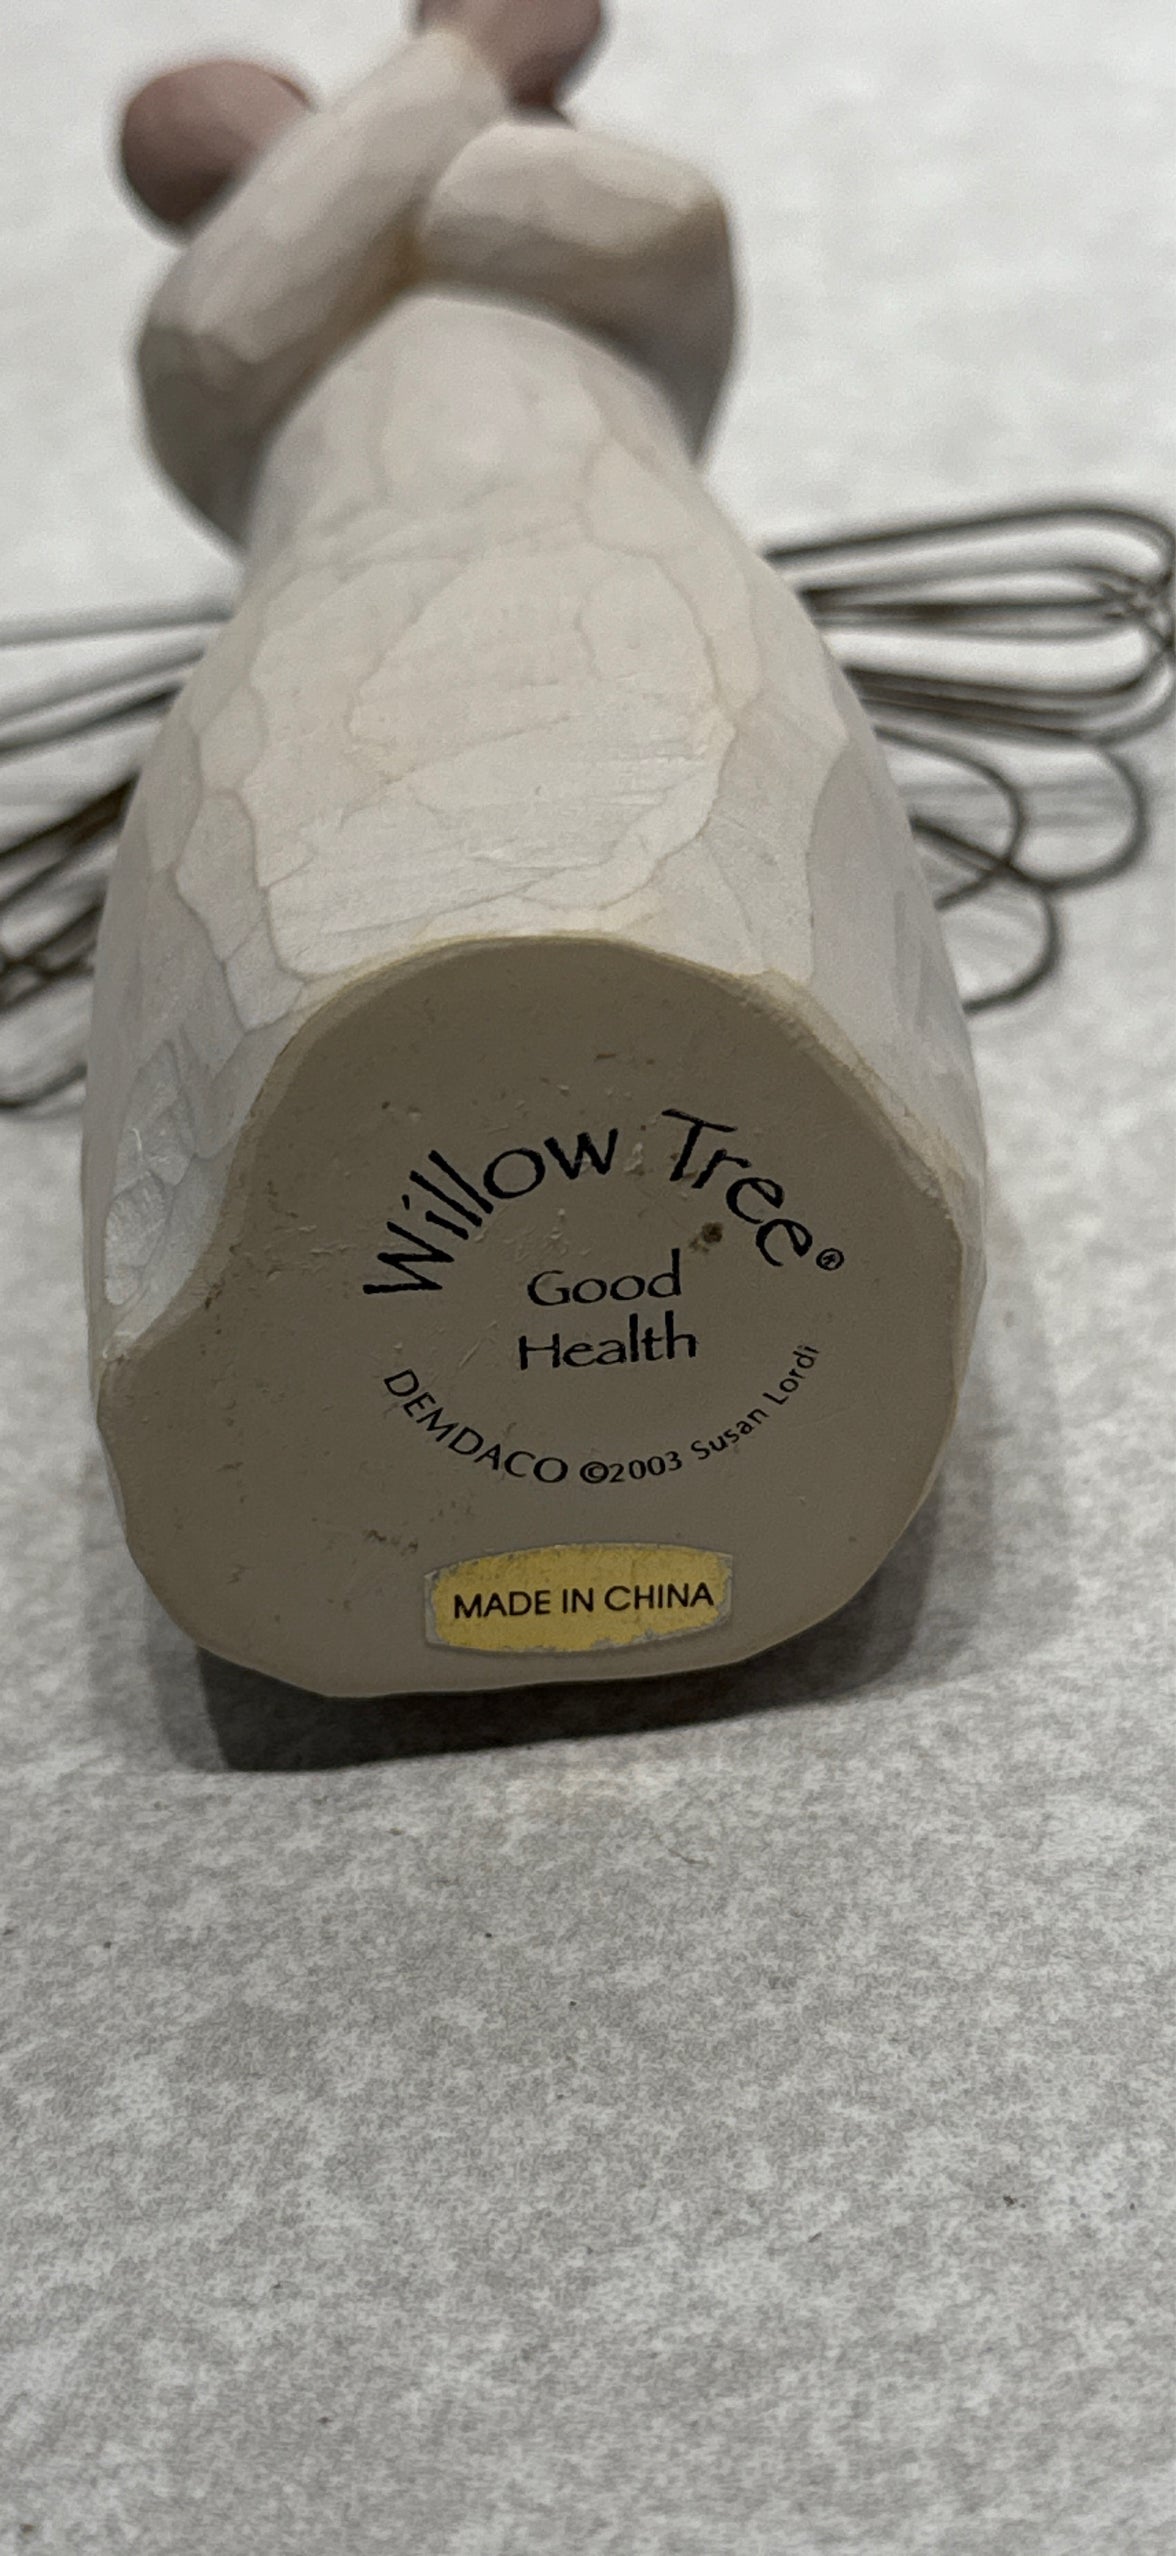 Willow Tree®
Good
Health
DEMDACO ©2003 Susan Lordi
MADE IN CHINA